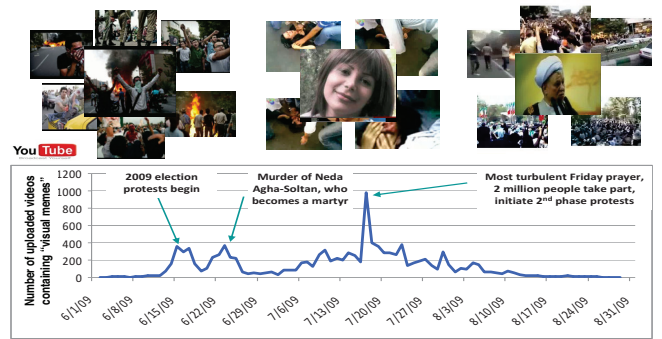 YouTube
2009 election
protests begin
Murder of Neda
Agha-Soltan, who
becomes a martyr
Most turbulent Friday prayer,
2 million people take part,
initiate 2nd phase protests
Number of uploaded videos
containing "visual memes"
1200
1000
800
600
400
200
0
6/1/09
6/8/09
6/15/09
6/22/09
6/29/09
7/6/09
7/13/09
7/20/09
7/27/09
8/3/09
8/10/09
8/17/09
8/24/09
8/31/09